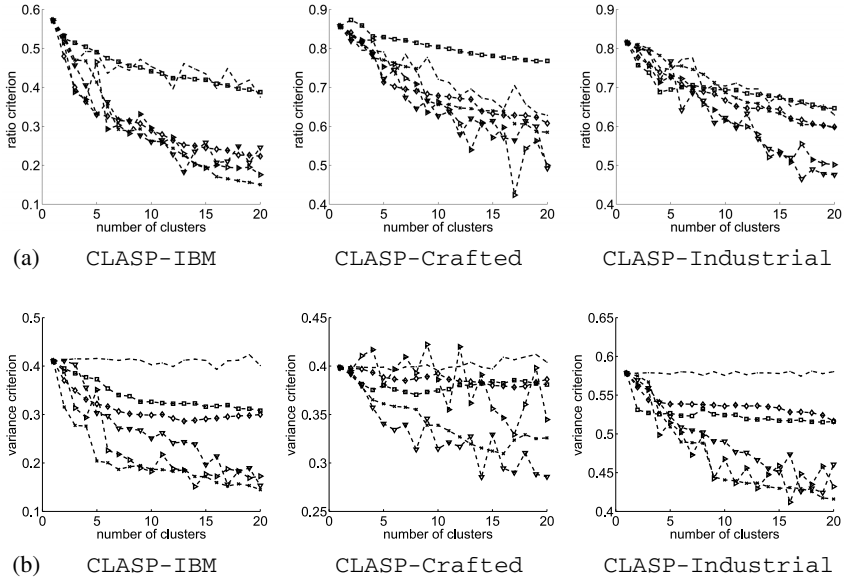 0.6
0.5
0.4
0.3
0.2
0.1
0 5 10 15 20
ratio criterion
number of clusters
0.9
0.8
0.7
0.6
0.5
0.4
0 5 10 15 20
ratio criterion
number of clusters
0.9
0.8
0.7
0.6
0.5
0.4
0 5 10 15 20
ratio criterion
number of clusters
(a) CLASP-IBM CLASP-Crafted CLASP-Industrial
0.5
0.4
0.3
0.2
0.1
0 5 10 15 20
variance criterion
number of clusters
0.45
0.4
0.35
0.3
0.25
0 5 10 15 20
variance criterion
number of clusters
0.65
0.6
0.55
0.5
0.45
0.4
0 5 10 15 20
variance criterion
number of clusters
(b) CLASP-IBM CLASP-Crafted CLASP-Industrial